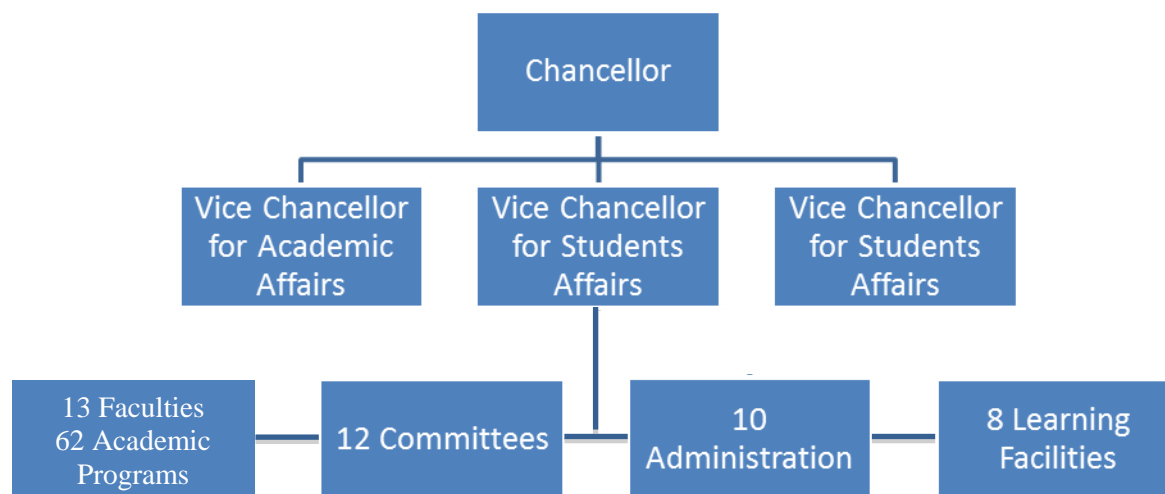 Chancellor
Vice Chancellor
for Academic
Affairs
Vice Chancellor
for Students
Affairs
Vice Chancellor
for Students
Affairs
13 Faculties
62 Academic
Programs
12 Committees
10
Administration
8 Learning
Facilities